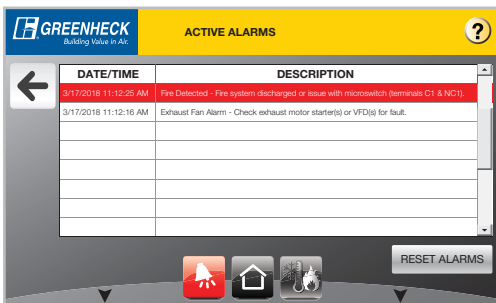 GREENHECK
Building Value in Air.
ACTIVE ALARMS
?
DATE/TIME DESCRIPTION
3/17/2018 11:12:25 AM Fire Detected - Fire system discharged or issue with microswitch (terminals C1 & NC1).
3/17/2018 11:12:16 AM Exhaust Fan Alarm - Check exhaust motor starter(s) or VFD(s) for fault.
RESET ALARMS